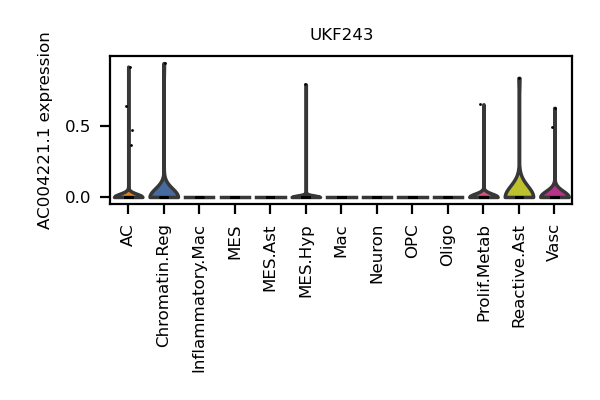 UKF243
AC004221.1 expression
0.5
0.0
AC
Chromatin.Reg
Inflammatory.Mac
MES
MES.Ast
MES.Hyp
Mac
Neuron
OPC
Oligo
Prolif.Metab
Reactive.Ast
Vasc